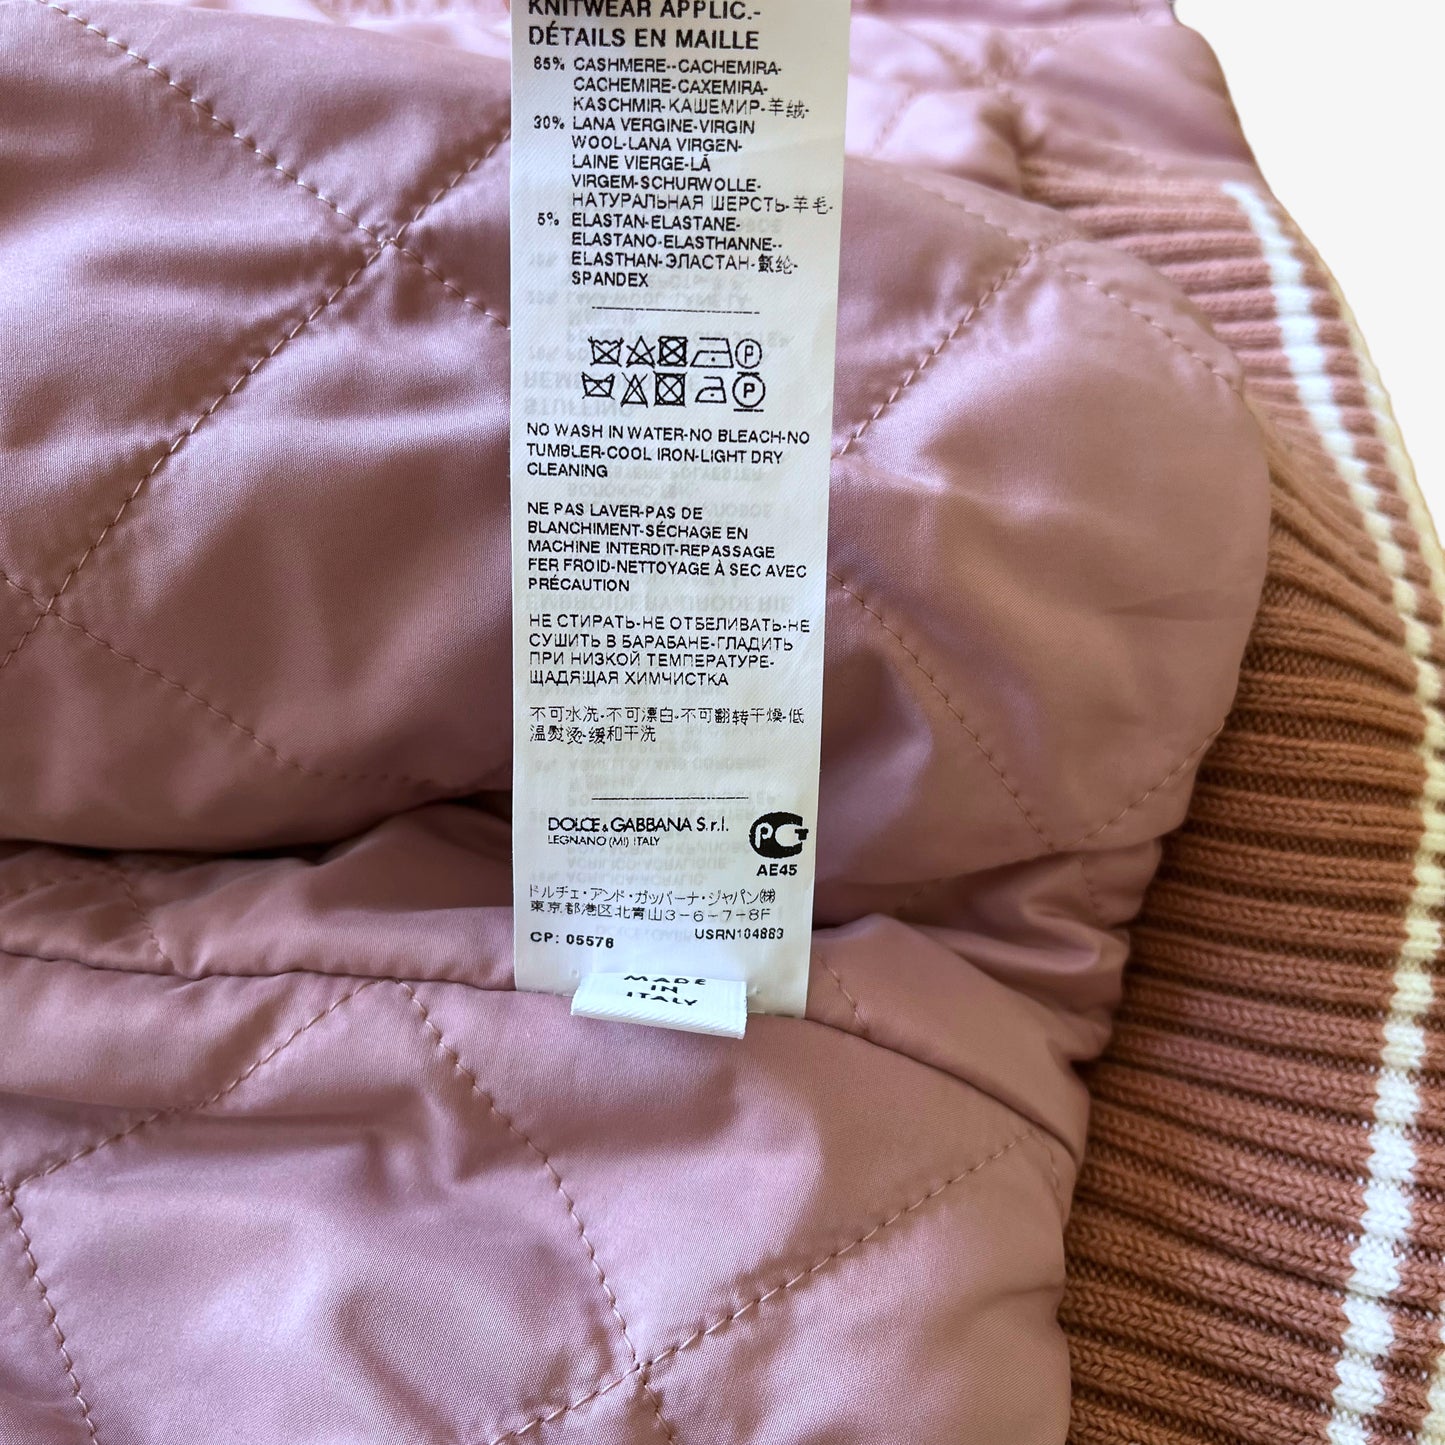 KNITWEAR APPLIC.-
DÉTAILS EN MAILLE
65% CASHMERE--CACHEMIRA-
CACHEMIRE-CAXEMIRA-
KASCHMIR-КАШЕМИР-羊绒-
30% LANA VERGINE-VIRGIN
WOOL-LANA VIRGEN-
LAINE VIERGE-LÃ
VIRGEM-SCHURWOLLE-
НАТУРАЛЬНАЯ ШЕРСТЬ-羊毛-
5% ELASTAN-ELASTANE-
ELASTANO-ELASTHANNE--
ELASTHAN-ЭЛАСТАН-氨纶-
SPANDEX
P
P
NO WASH IN WATER-NO BLEACH-NO
TUMBLER-COOL IRON-LIGHT DRY
CLEANING
NE PAS LAVER-PAS DE
BLANCHIMENT-SÉCHAGE EN
MACHINE INTERDIT-REPASSAGE
FER FROID-NETTOYAGE À SEC AVEC
PRÉCAUTION
НЕ СТИРАТЬ-НЕ ОТБЕЛИВАТЬ-НЕ
СУШИТЬ В БАРАБАНЕ-ГЛАДИТЬ
ПРИ НИЗКОЙ ТЕМПЕРАТУРЕ-
ЩАДЯЩАЯ ХИМЧИСТКА
不可水洗-不可漂白-不可翻转干燥-低
温熨烫-缓和干洗
DOLCE & GABBANA S.r.l.
LEGNANO (MI) ITALY
AE45
ドルチェ・アンド・ガッバーナ・ジャパン㈱
東京都港区北青山3-6-7-8F
CP: 05576 USRN104883
MADE
IN
ITALY